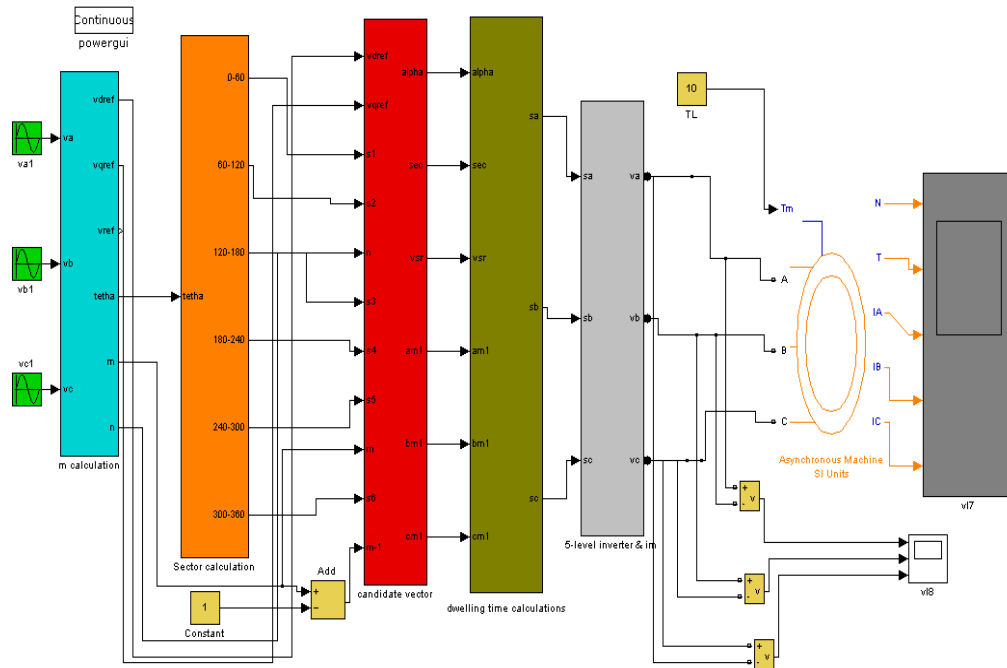 Continuous
powergui
va1
vb1
vc1
va
vb
vc
vdref
vqref
vref
tetha
m
n
m calculation
tetha
0-60
60-120
120-180
180-240
240-300
300-360
Sector calculation
1
Constant
Add
+
−
vdref
vqref
s1
s2
n
s3
s4
s5
m
s6
m-1
alpha
sec
vsr
am1
bm1
cm1
candidate vector
alpha
sec
vsr
am1
bm1
cm1
sa
sb
sc
dwelling time calculations
sa
sb
sc
va
vb
vc
5-level inverter & im
10
TL
Tm
A
B
C
Asynchronous Machine
SI Units
N
T
IA
IB
IC
vl7
+
-
v
+
-
v
+
-
v
vl8